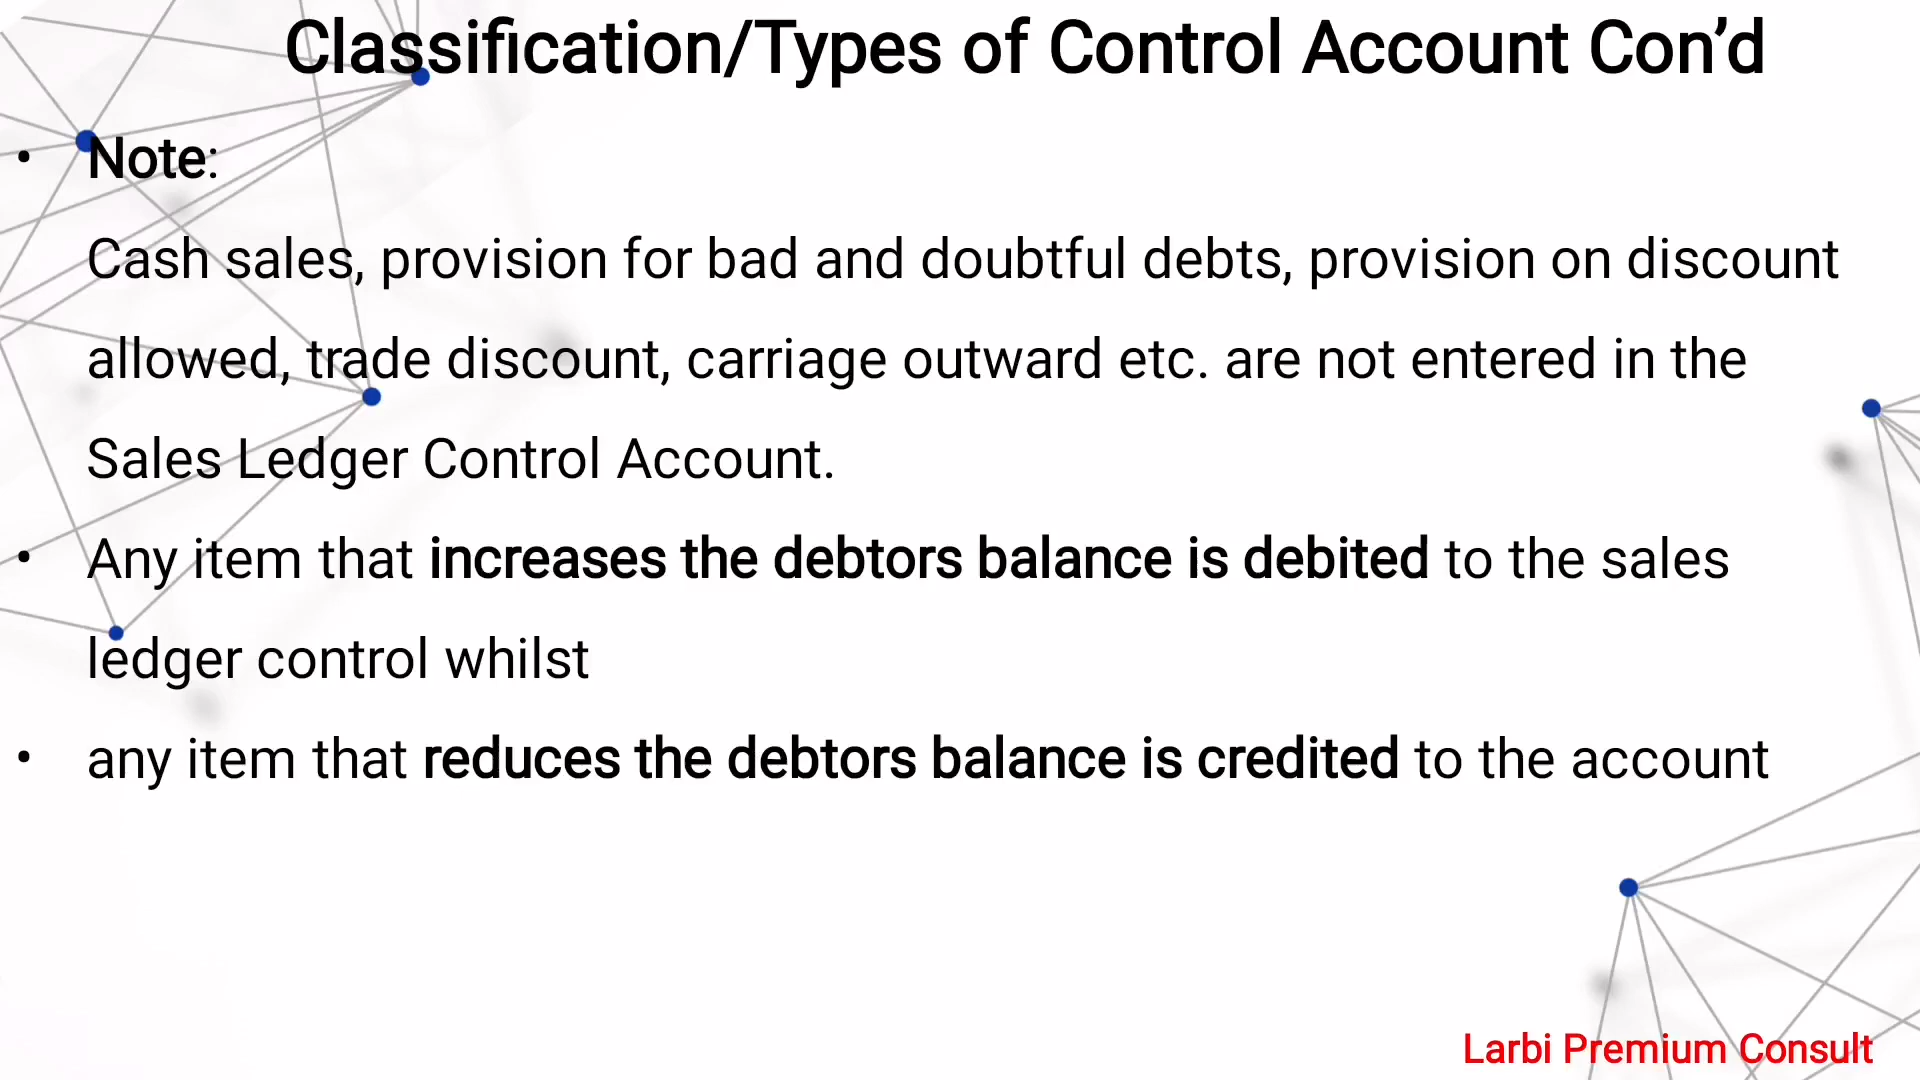 Classification/Types of Control Account Con’d
• Note:
Cash sales, provision for bad and doubtful debts, provision on discount
allowed, trade discount, carriage outward etc. are not entered in the
Sales Ledger Control Account.
• Any item that increases the debtors balance is debited to the sales
ledger control whilst
• any item that reduces the debtors balance is credited to the account
Larbi Premium Consult